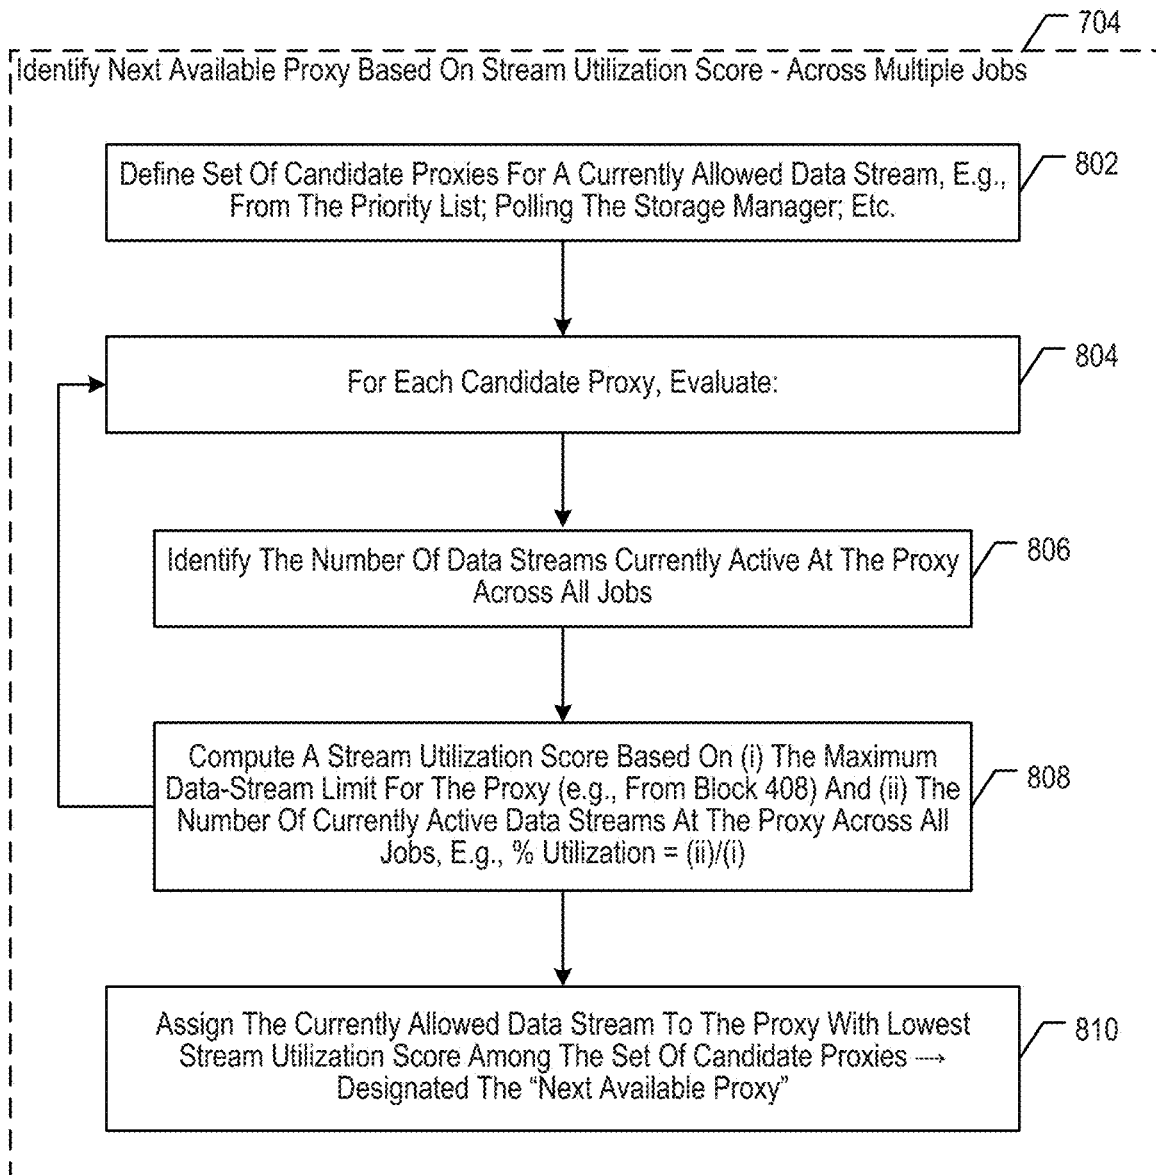 704
Identify Next Available Proxy Based On Stream Utilization Score - Across Multiple Jobs
Define Set Of Candidate Proxies For A Currently Allowed Data Stream, E.g.,
From The Priority List; Polling The Storage Manager; Etc.
802
For Each Candidate Proxy, Evaluate:
804
Identify The Number Of Data Streams Currently Active At The Proxy
Across All Jobs
806
Compute A Stream Utilization Score Based On (i) The Maximum
Data-Stream Limit For The Proxy (e.g., From Block 408) And (ii) The
Number Of Currently Active Data Streams At The Proxy Across All
Jobs, E.g., % Utilization = (ii)/(i)
808
Assign The Currently Allowed Data Stream To The Proxy With Lowest
Stream Utilization Score Among The Set Of Candidate Proxies →
Designated The “Next Available Proxy”
810